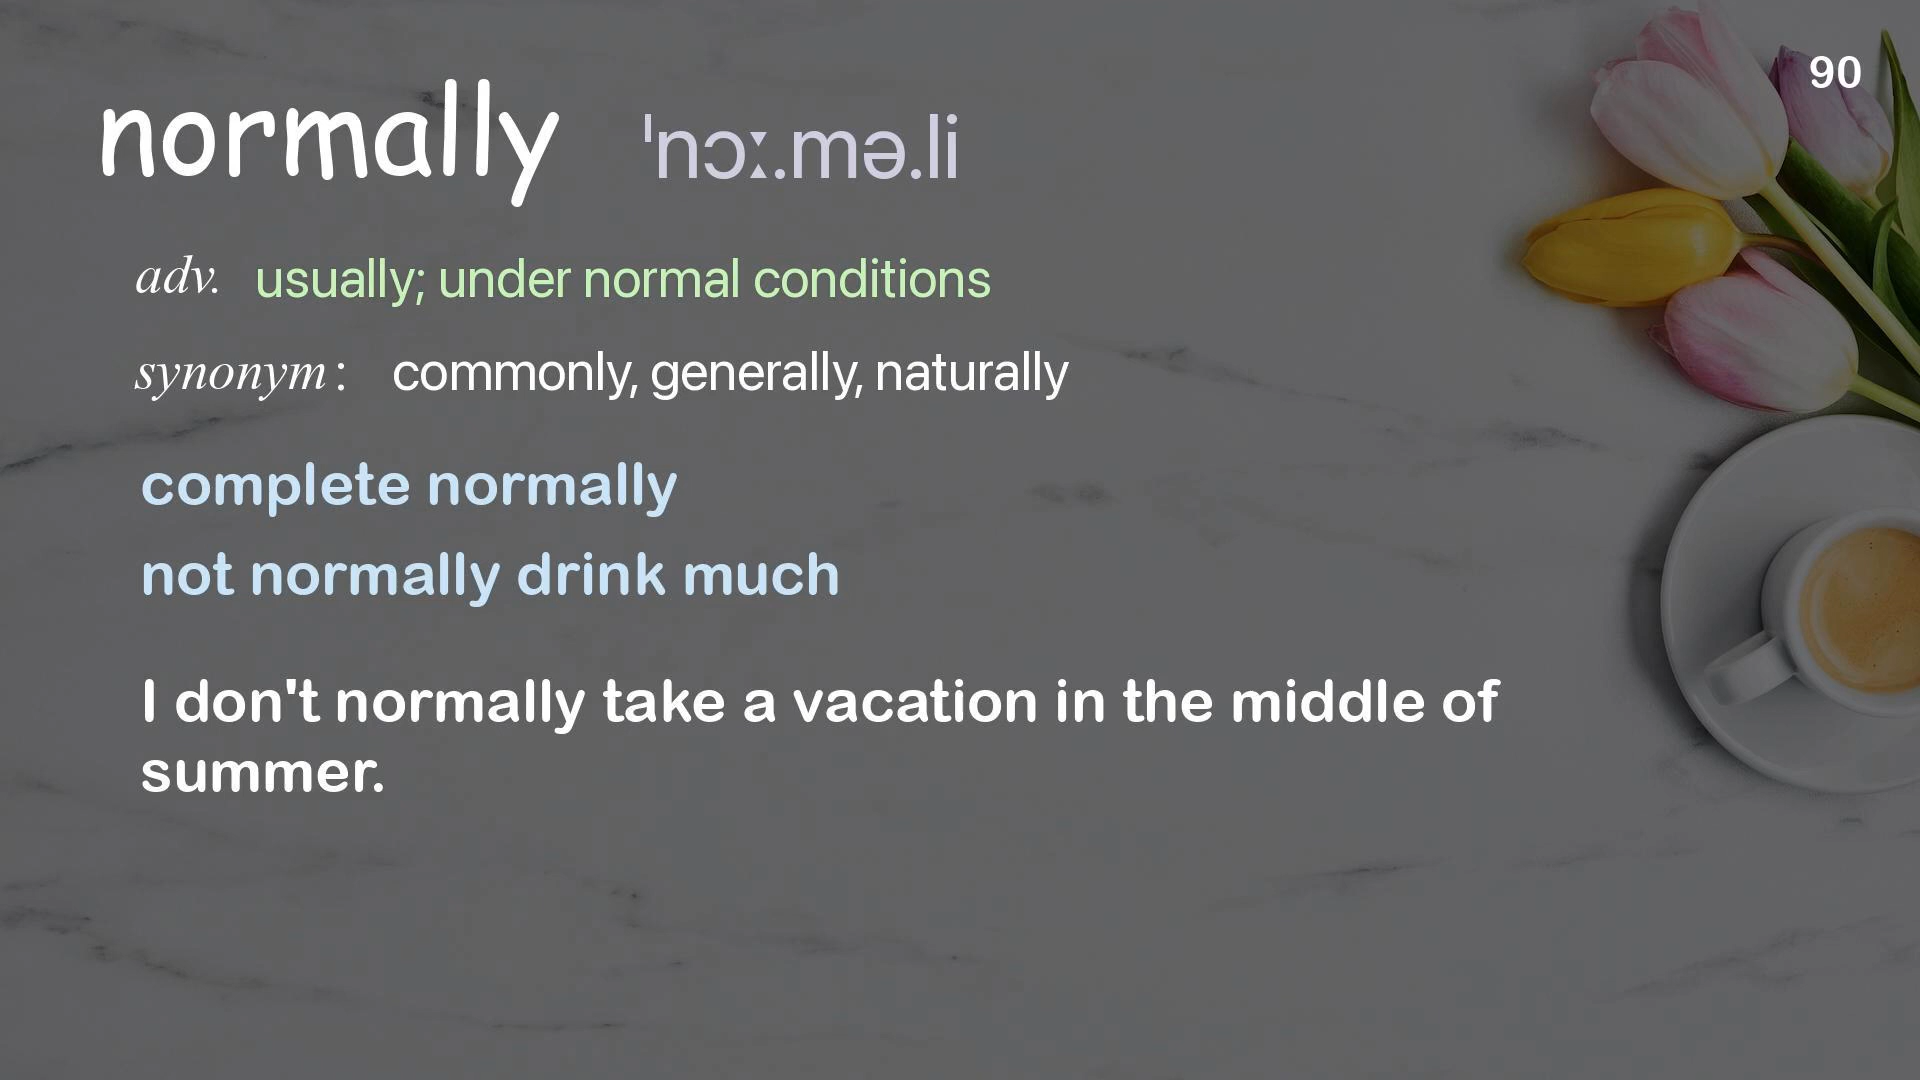 90
normally ˈnɔː.mə.li
adv. usually; under normal conditions
synonym : commonly, generally, naturally
complete normally
not normally drink much
I don't normally take a vacation in the middle of
summer.